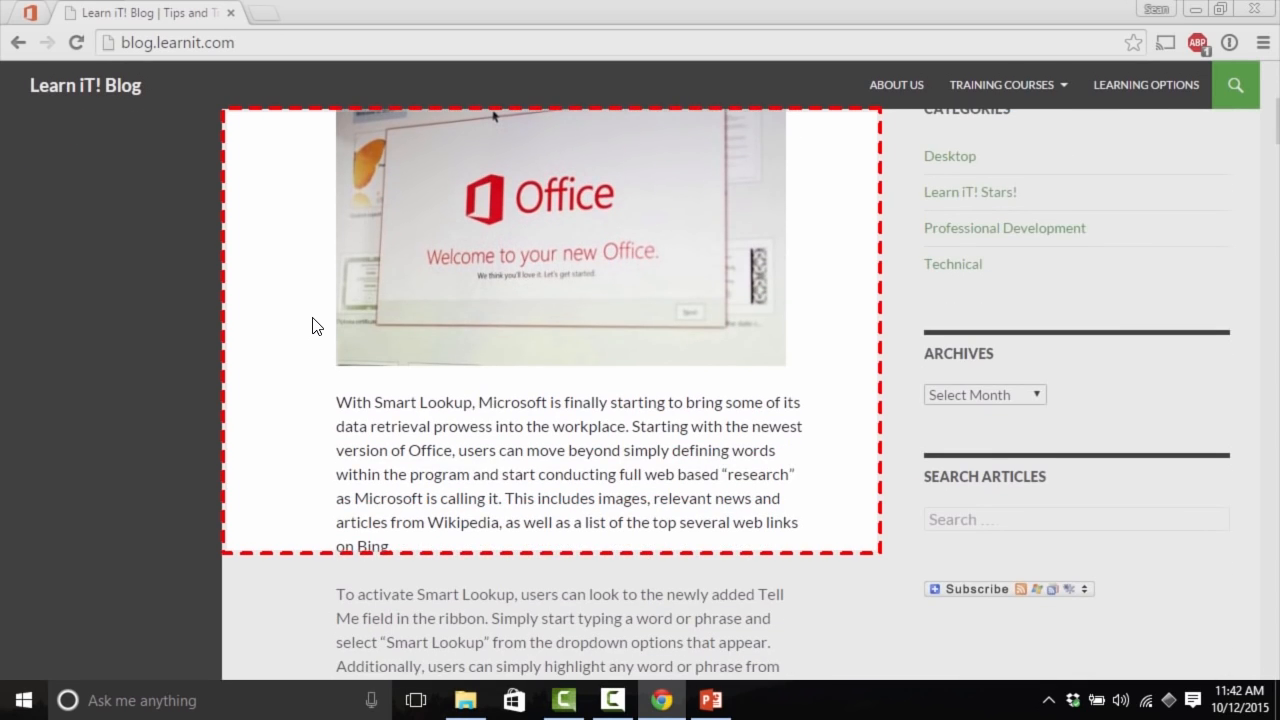 Learn iT! Blog | Tips and T
Sean
blog.learnit.com
ABP
1
Learn iT! Blog
ABOUT US
TRAINING COURSES
LEARNING OPTIONS
CATEGORIES
Desktop
Learn iT! Stars!
Professional Development
Technical
Office
Welcome to your new Office.
We think you'll love it. Let's get started.
Next
With Smart Lookup, Microsoft is finally starting to bring some of its
data retrieval prowess into the workplace. Starting with the newest
version of Office, users can move beyond simply defining words
within the program and start conducting full web based “research”
as Microsoft is calling it. This includes images, relevant news and
articles from Wikipedia, as well as a list of the top several web links
on Bing.
To activate Smart Lookup, users can look to the newly added Tell
Me field in the ribbon. Simply start typing a word or phrase and
select “Smart Lookup” from the dropdown options that appear.
Additionally, users can simply highlight any word or phrase from
ARCHIVES
Select Month
SEARCH ARTICLES
Search ...
Subscribe
Ask me anything
11:42 AM
10/12/2015